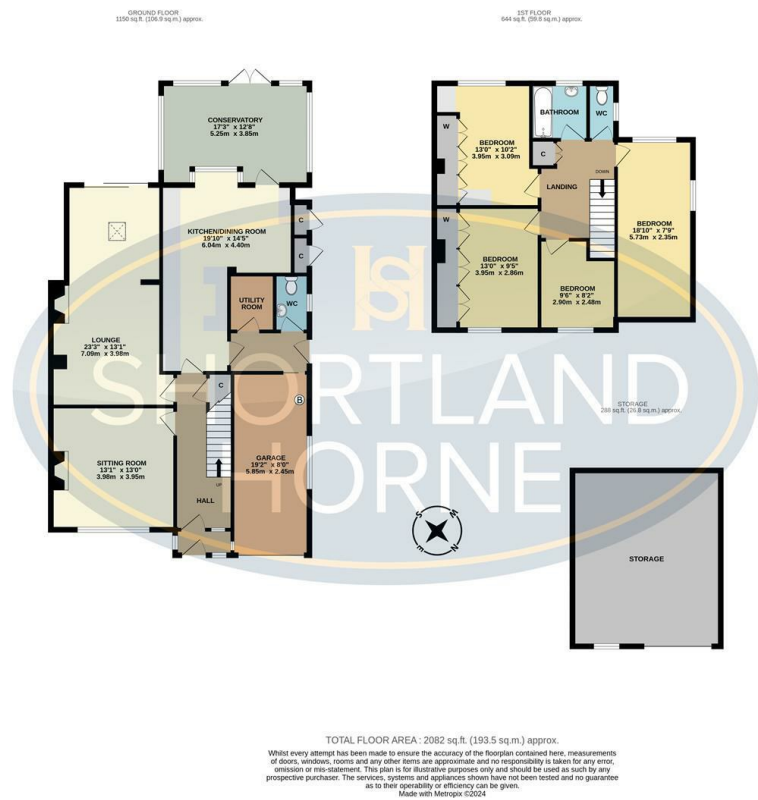 GROUND FLOOR
1150 sq.ft. (106.9 sq.m.) approx.
1ST FLOOR
644 sq.ft. (59.8 sq.m.) approx.
CONSERVATORY
17'3" x 12'8"
5.25m x 3.85m
KITCHEN/DINING ROOM
19'10" x 14'5"
6.04m x 4.40m
C
C
UTILITY
ROOM
WC
LOUNGE
23'3" x 13'1"
7.09m x 3.98m
C
B
SITTING ROOM
13'1" x 13'0"
3.98m x 3.95m
GARAGE
19'2" x 8'0"
5.85m x 2.45m
UP
HALL
W
BEDROOM
13'0" x 10'2"
3.95m x 3.09m
BATHROOM
WC
C
LANDING
DOWN
BEDROOM
18'10" x 7'9"
5.73m x 2.35m
W
BEDROOM
13'0" x 9'5"
3.95m x 2.86m
BEDROOM
9'6" x 8'2"
2.90m x 2.48m
SH
SHORTLAND
HORNE
S
W
E
N
STORAGE
288 sq.ft. (26.8 sq.m.) approx.
STORAGE
TOTAL FLOOR AREA : 2082 sq.ft. (193.5 sq.m.) approx.
Whilst every attempt has been made to ensure the accuracy of the floorplan contained here, measurements
of doors, windows, rooms and any other items are approximate and no responsibility is taken for any error,
omission or mis-statement. This plan is for illustrative purposes only and should be used as such by any
prospective purchaser. The services, systems and appliances shown have not been tested and no guarantee
as to their operability or efficiency can be given.
Made with Metropix ©2024